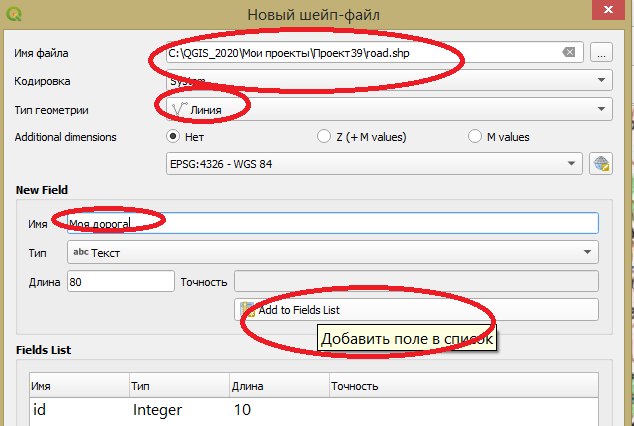 Новый шейп-файл
Имя файла C:\QGIS_2020\Мои проекты\Проект39\road.shp ...
Кодировка System
Тип геометрии Линия
Additional dimensions Нет Z (+ M values) M values
EPSG:4326 - WGS 84
New Field
Имя Моя дорога
Тип abc Текст
Длина 80 Точность
Add to Fields List
Добавить поле в список
Fields List
Имя Тип Длина Точность
id Integer 10